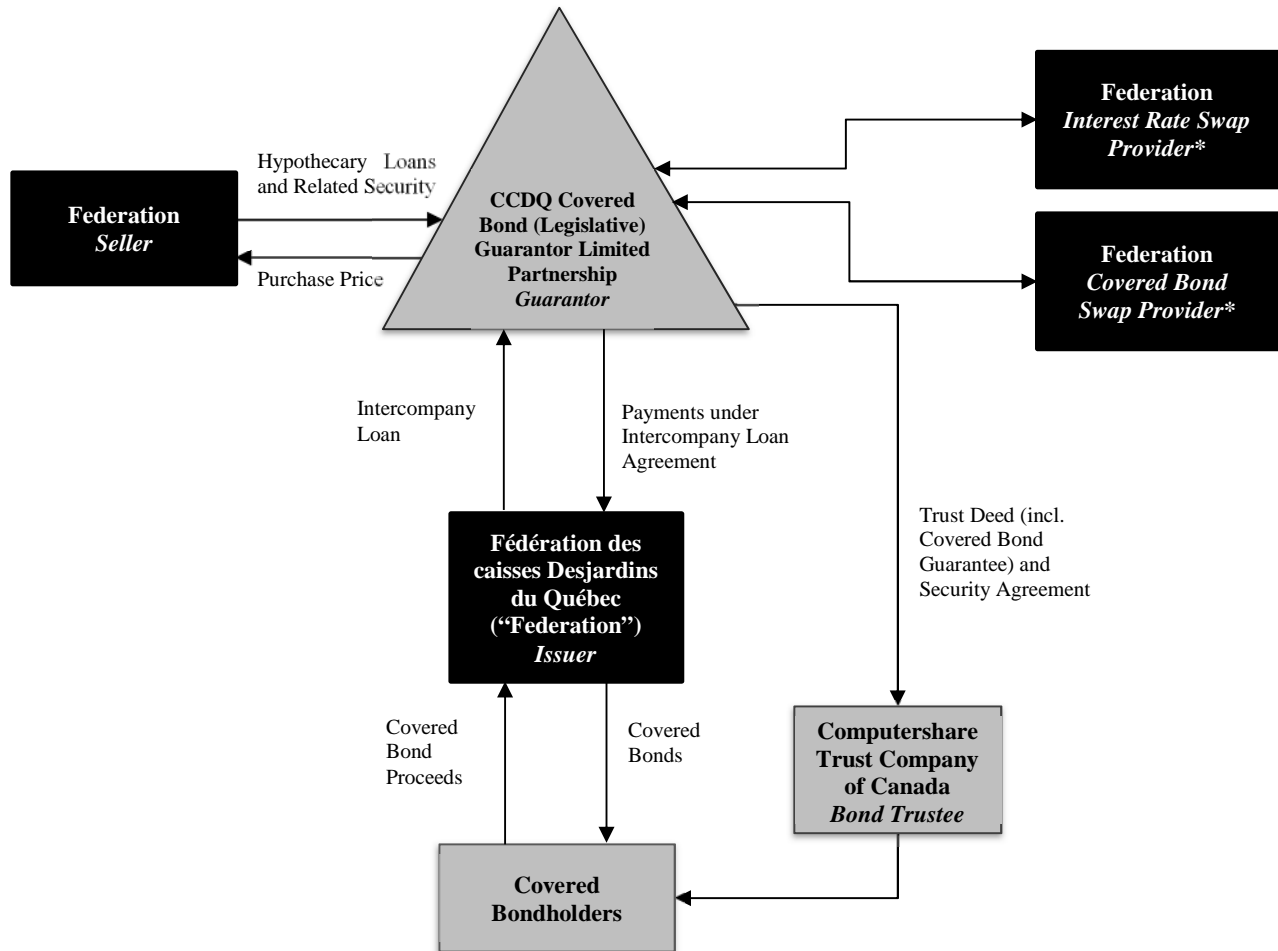 Federation
Interest Rate Swap
Provider*
Hypothecary Loans
and Related Security
Federation
Seller
CCDQ Covered
Bond (Legislative)
Guarantor Limited
Partnership
Guarantor
Purchase Price
Federation
Covered Bond
Swap Provider*
Intercompany
Loan
Payments under
Intercompany Loan
Agreement
Trust Deed (incl.
Covered Bond
Guarantee) and
Security Agreement
Fédération des
caisses Desjardins
du Québec
(“Federation”)
Issuer
Covered
Bond
Proceeds
Covered
Bonds
Computershare
Trust Company
of Canada
Bond Trustee
Covered
Bondholders